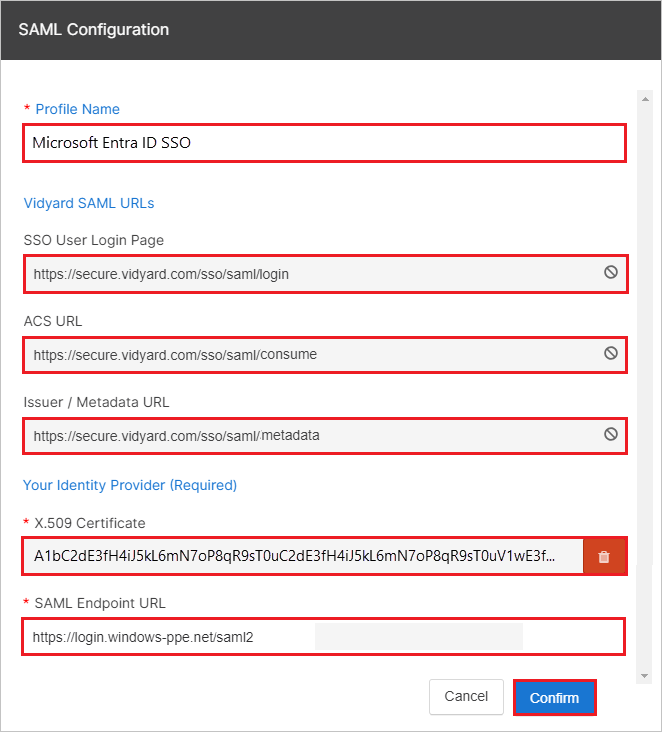 SAML Configuration
* Profile Name
Microsoft Entra ID SSO
Vidyard SAML URLs
SSO User Login Page
https://secure.vidyard.com/sso/saml/login
ACS URL
https://secure.vidyard.com/sso/saml/consume
Issuer / Metadata URL
https://secure.vidyard.com/sso/saml/metadata
Your Identity Provider (Required)
* X.509 Certificate
A1bC2dE3fH4iJ5kL6mN7oP8qR9sT0uC2dE3fH4iJ5kL6mN7oP8qR9sT0uV1wE3f...
* SAML Endpoint URL
https://login.windows-ppe.net/saml2
Cancel Confirm